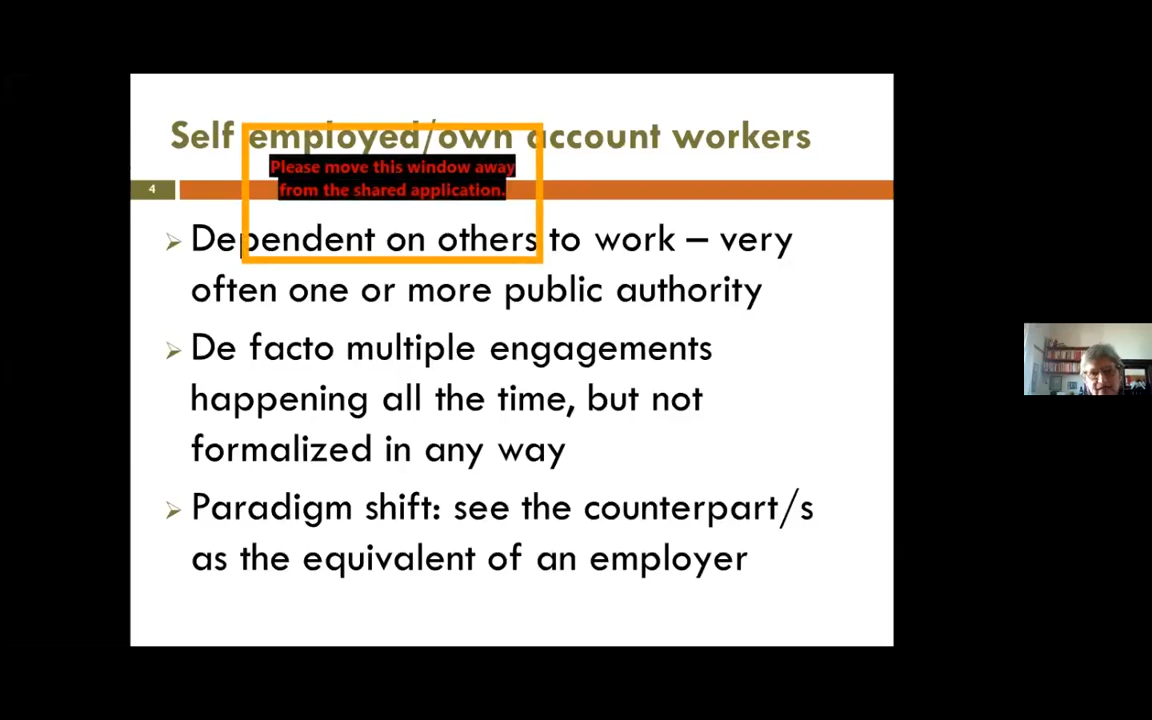 Self employed/own account workers
Please move this window away
from the shared application.
4
Dependent on others to work – very
often one or more public authority
De facto multiple engagements
happening all the time, but not
formalized in any way
Paradigm shift: see the counterpart/s
as the equivalent of an employer